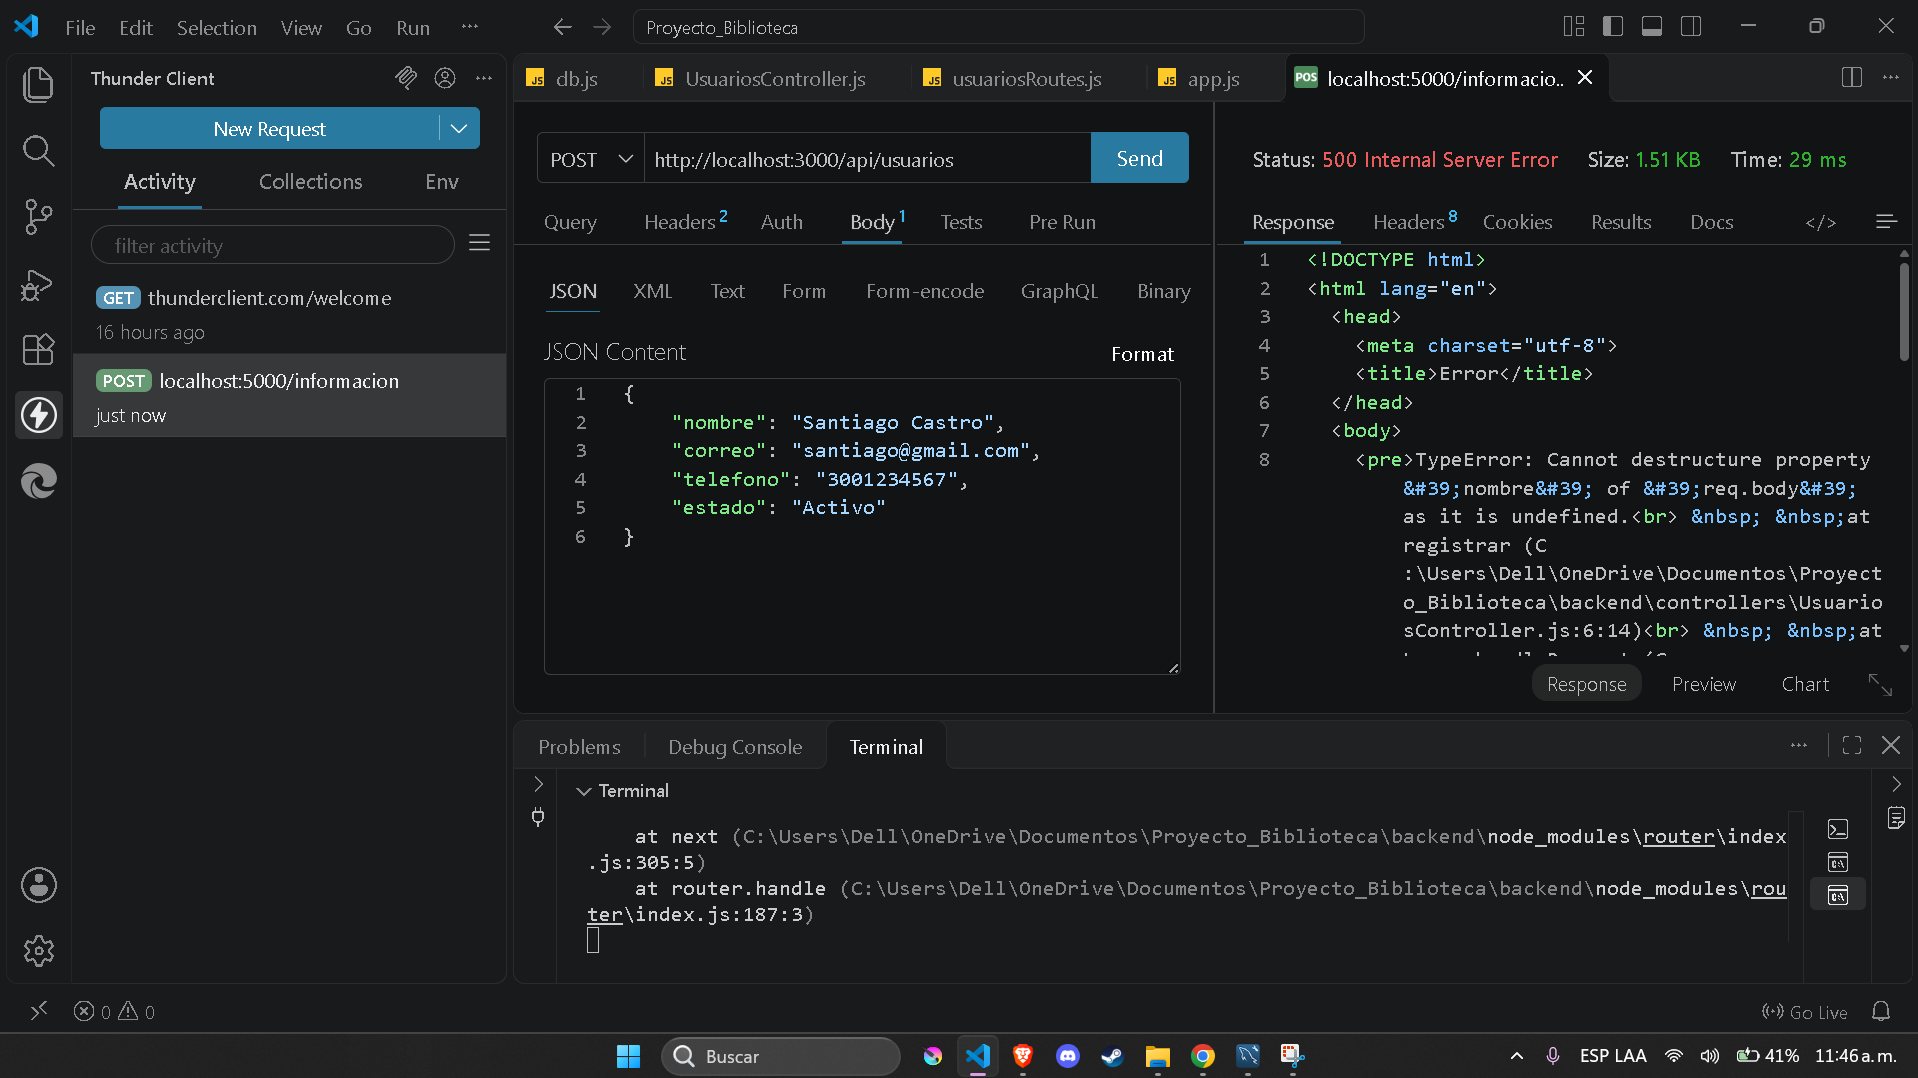 File Edit Selection View Go Run ···
Proyecto_Biblioteca
Thunder Client
New Request
Activity Collections Env
filter activity
GET thunderclient.com/welcome
16 hours ago
POST localhost:5000/informacion
just now
JS db.js JS UsuariosController.js JS usuariosRoutes.js JS app.js POS localhost:5000/informacio..
POST http://localhost:3000/api/usuarios Send
Query Headers 2 Auth Body 1 Tests Pre Run
JSON XML Text Form Form-encode GraphQL Binary
JSON Content Format
1 {
2 "nombre": "Santiago Castro",
3 "correo": "santiago@gmail.com",
4 "telefono": "3001234567",
5 "estado": "Activo"
6 }
Status: 500 Internal Server Error Size: 1.51 KB Time: 29 ms
Response Headers 8 Cookies Results Docs </>
1 <!DOCTYPE html>
2 <html lang="en">
3 <head>
4 <meta charset="utf-8">
5 <title>Error</title>
6 </head>
7 <body>
8 <pre>TypeError: Cannot destructure property
&#39;nombre&#39; of &#39;req.body&#39;
as it is undefined.<br> &nbsp; &nbsp;at
registrar (C
:\Users\Dell\OneDrive\Documentos\Proyect
o_Biblioteca\backend\controllers\Usuario
sController.js:6:14)<br> &nbsp; &nbsp;at
Response Preview Chart
Problems Debug Console Terminal
Terminal
at next (C:\Users\Dell\OneDrive\Documentos\Proyecto_Biblioteca\backend\node_modules\router\index
.js:305:5)
at router.handle (C:\Users\Dell\OneDrive\Documentos\Proyecto_Biblioteca\backend\node_modules\rou
ter\index.js:187:3)
0 0
Go Live
Buscar
ESP LAA 41% 11:46 a. m.